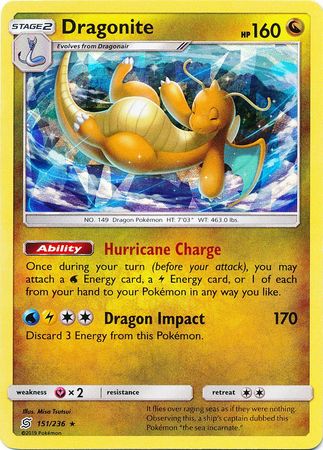 STAGE2
Dragonite
HP 160
Evolves from Dragonair
NO. 149 Dragon Pokémon HT: 7'03" WT: 463.0 lbs.
Ability Hurricane Charge
Once during your turn (before your attack), you may
attach a Energy card, a Energy card, or 1 of each
from your hand to your Pokémon in any way you like.
Dragon Impact 170
Discard 3 Energy from this Pokémon.
weakness × 2 resistance retreat
Illus. Misa Tsutsui
151/236 ★
©2019 Pokémon
It flies over raging seas as if they were nothing.
Observing this, a ship's captain dubbed this
Pokémon "the sea incarnate."